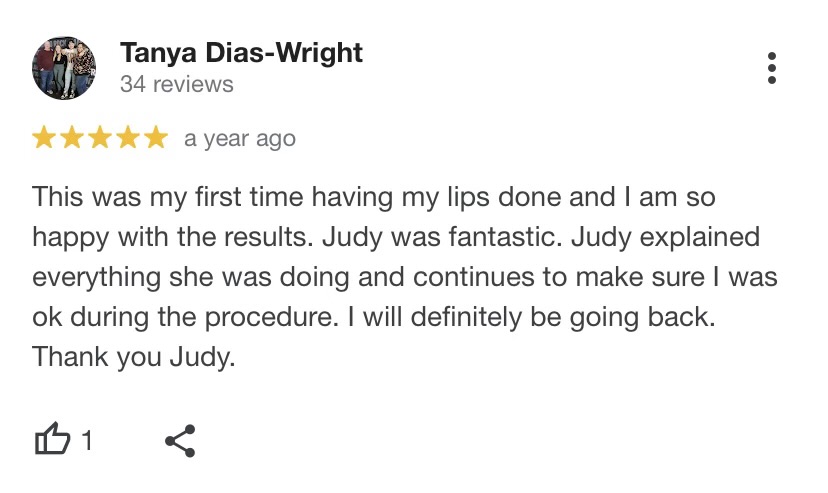 Tanya Dias-Wright
34 reviews
a year ago
This was my first time having my lips done and I am so
happy with the results. Judy was fantastic. Judy explained
everything she was doing and continues to make sure I was
ok during the procedure. I will definitely be going back.
Thank you Judy.
1